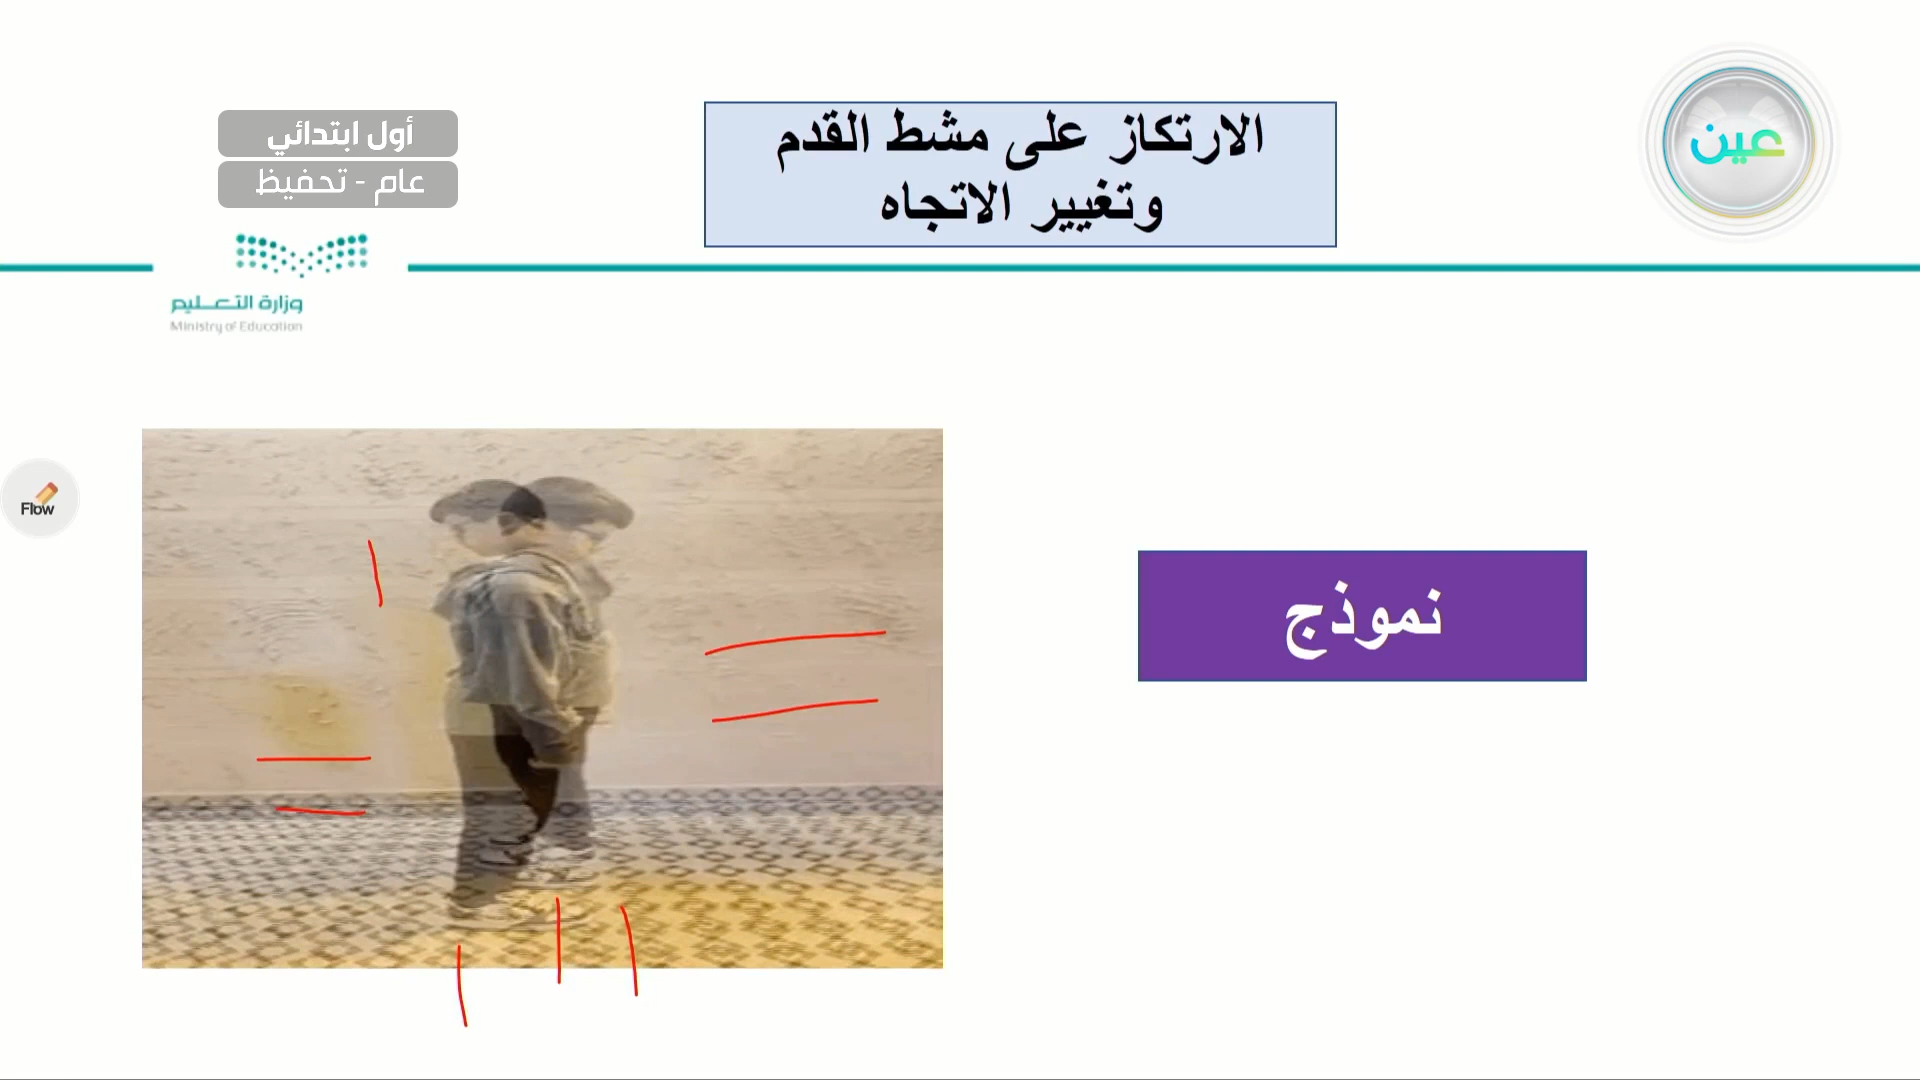 أول ابتدائي
عام - تحفيظ
الارتكاز على مشط القدم
وتغيير الاتجاه
عين
وزارة التعليم
Ministry of Education
Flow
نموذج